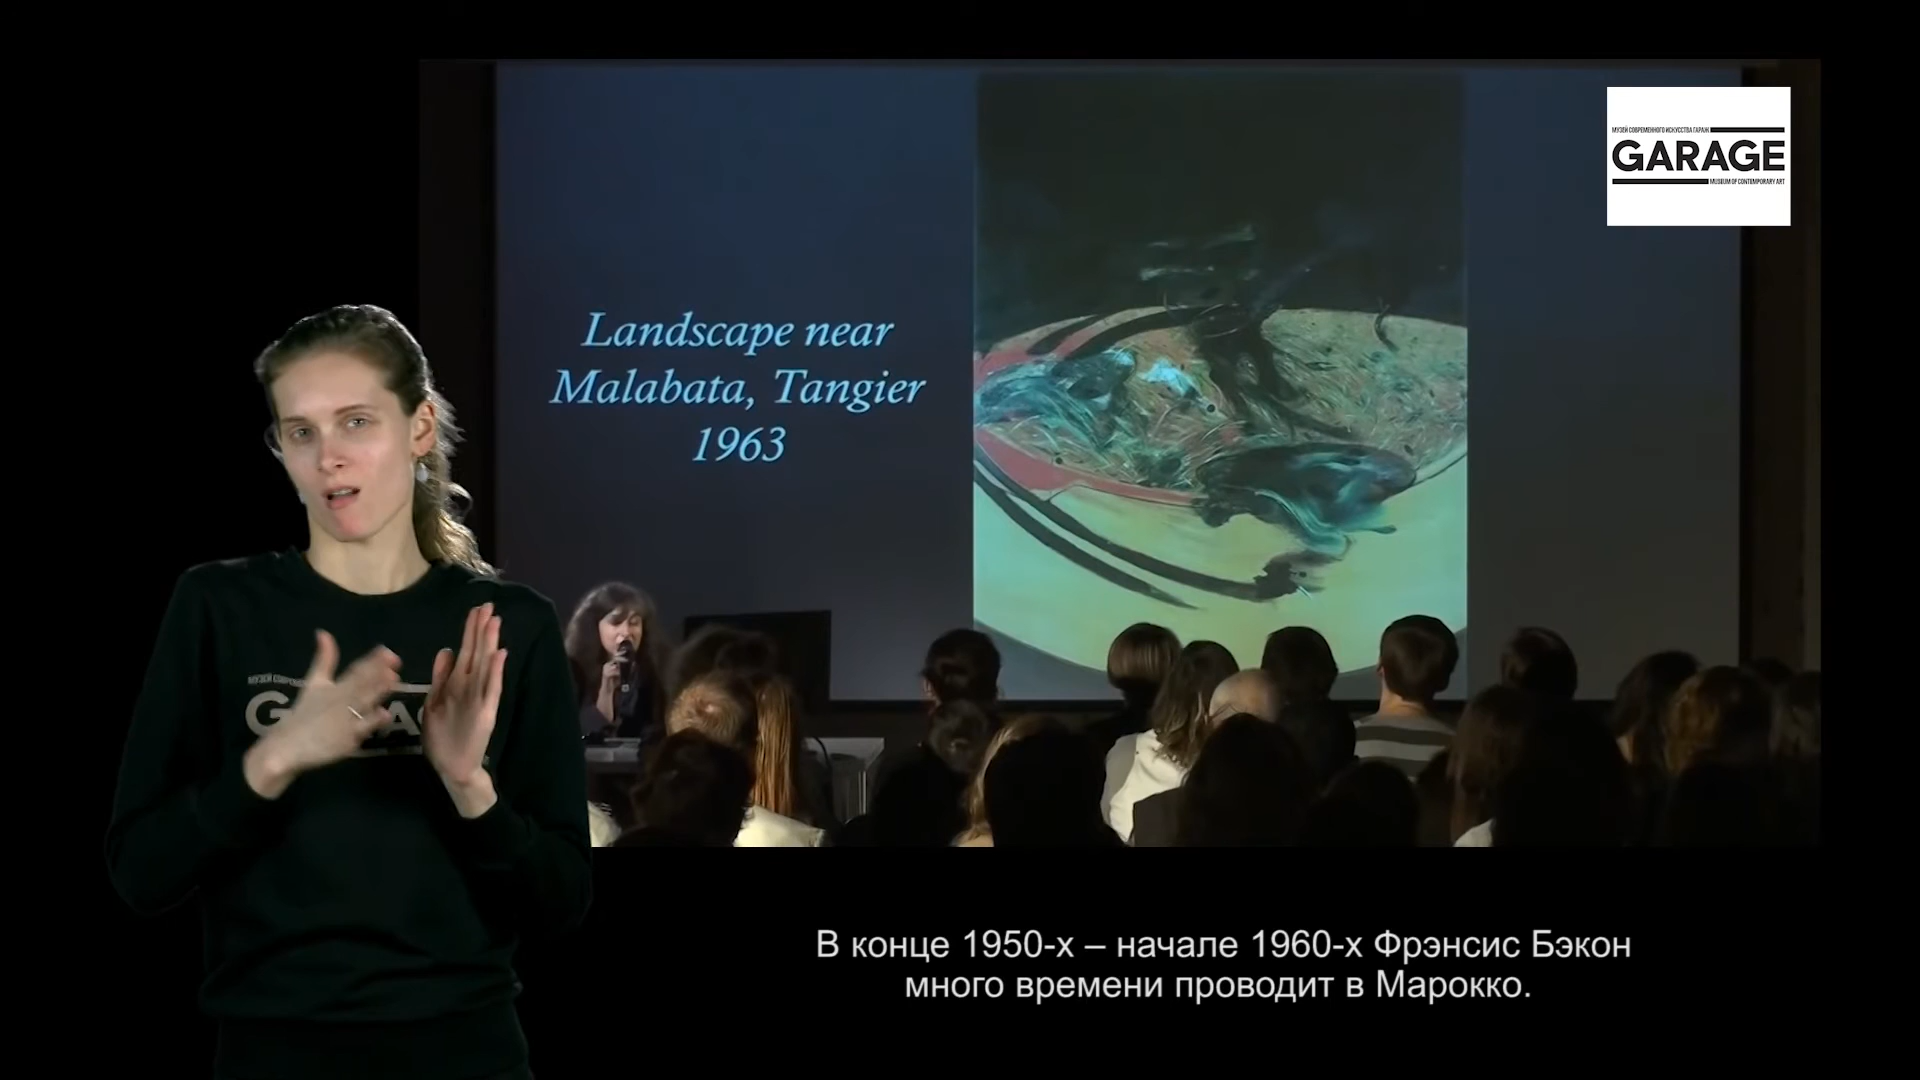 МУЗЕЙ СОВРЕМЕННОГО ИСКУССТВА ГАРАЖ
GARAGE
MUSEUM OF CONTEMPORARY ART
Landscape near
Malabata, Tangier
1963
В конце 1950-х – начале 1960-х Фрэнсис Бэкон
много времени проводит в Марокко.